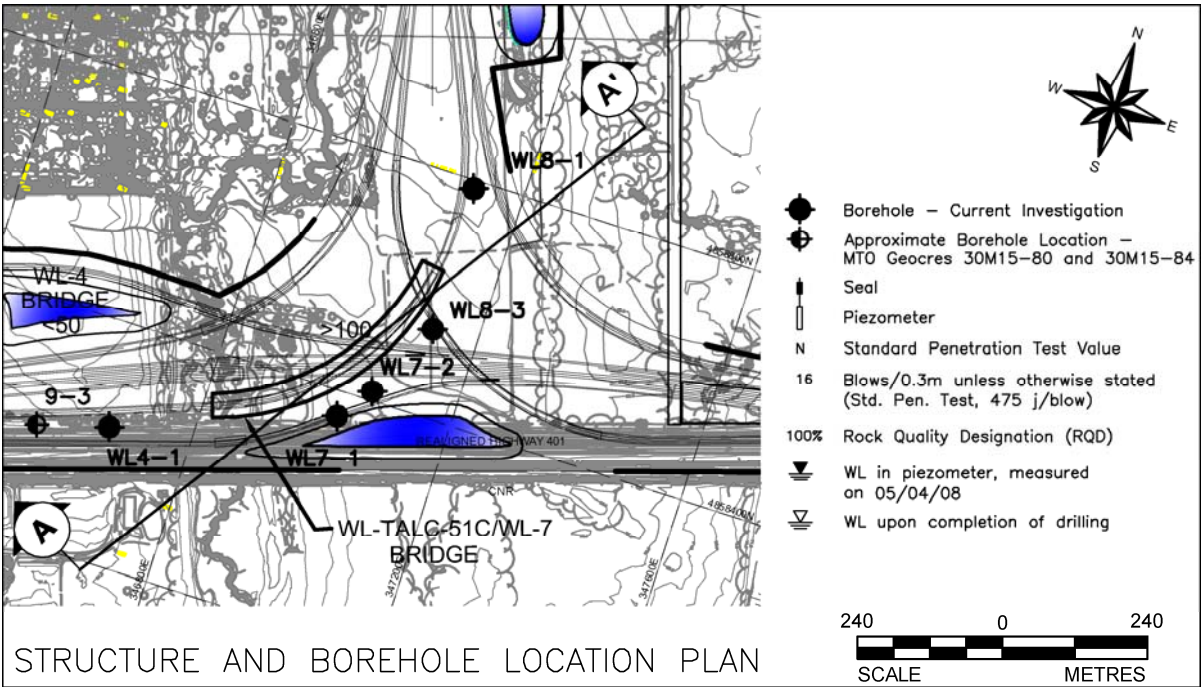 A'
WL8-1
WL-4
BRIDGE
<50
>100
WL8-3
WL7-2
9-3
WL4-1
WL7-1
REALIGNED HIGHWAY 401
CNR
A
WL-TALC-51C/WL-7
BRIDGE
347200E
347600E
4858400N
STRUCTURE AND BOREHOLE LOCATION PLAN
N
W
E
S
Borehole – Current Investigation
Approximate Borehole Location –
MTO Geocres 30M15-80 and 30M15-84
Seal
Piezometer
N Standard Penetration Test Value
16 Blows/0.3m unless otherwise stated
(Std. Pen. Test, 475 j/blow)
100% Rock Quality Designation (RQD)
WL in piezometer, measured
on 05/04/08
WL upon completion of drilling
240 0 240
SCALE METRES